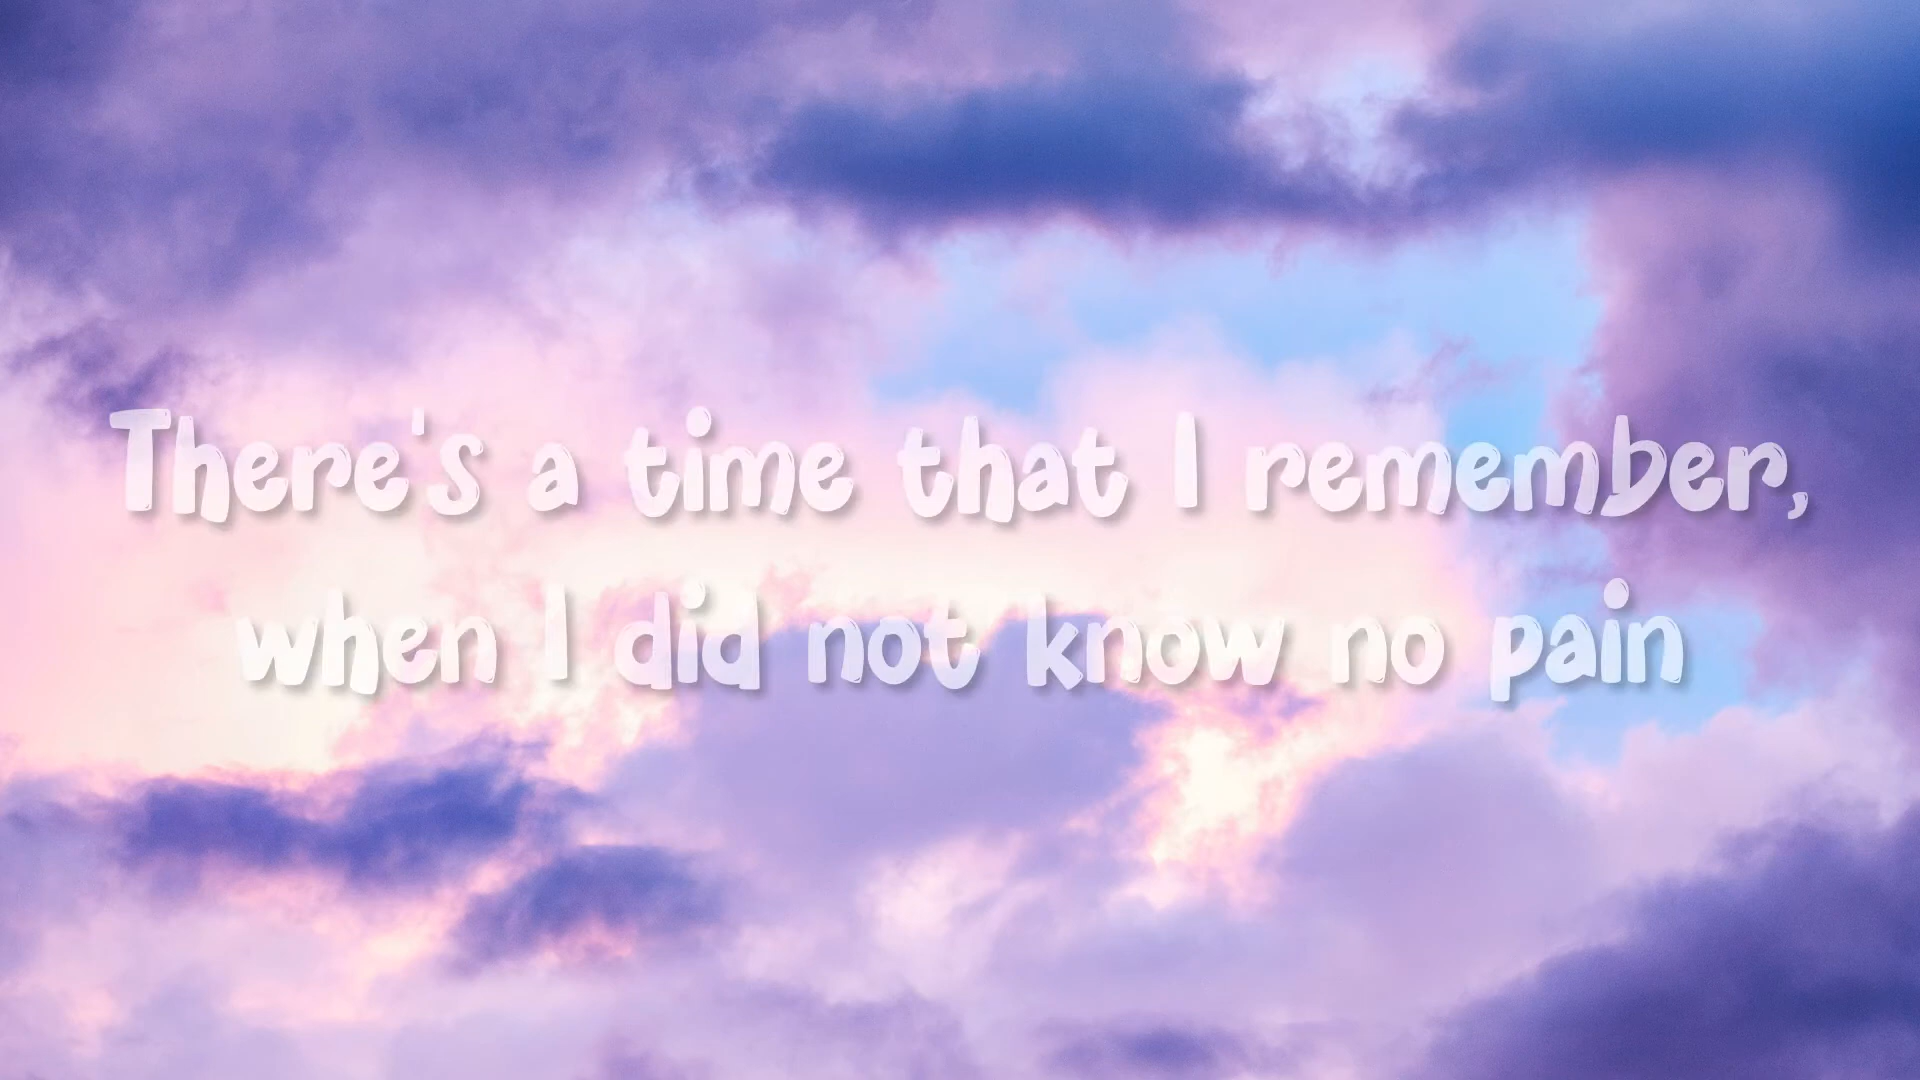 There's a time that I remember,
when I did not know no pain